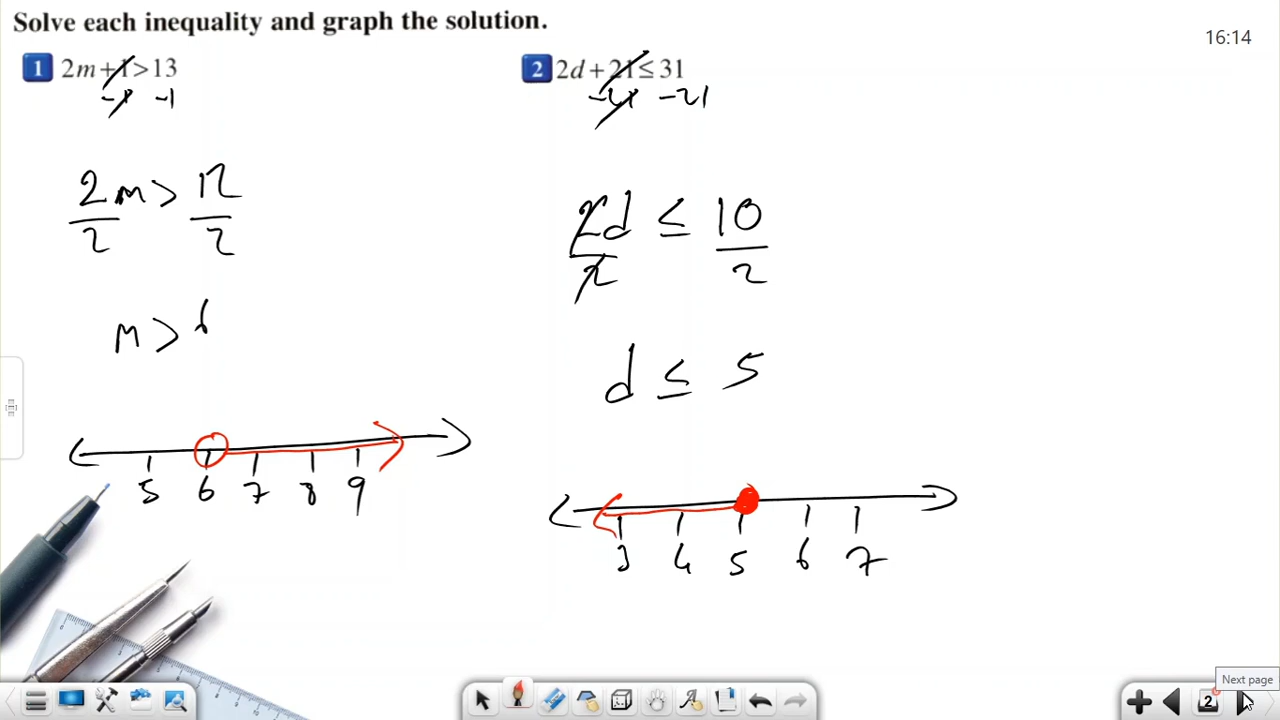 Solve each inequality and graph the solution.
16:14
1 2m+1>13
-1 -1
2m > 12
2 2
m > 6
5 6 7 8 9
2 2d+21≤31
-21 -21
2d ≤ 10
2 2
d ≤ 5
3 4 5 6 7
Next page
2